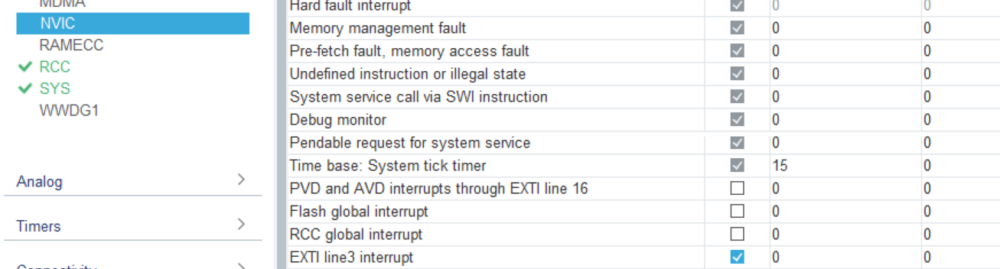 MDMA
NVIC
RAMECC
RCC
SYS
WWDG1
Analog
Timers
Connectivity
Hard fault interrupt 0 0
Memory management fault 0 0
Pre-fetch fault, memory access fault 0 0
Undefined instruction or illegal state 0 0
System service call via SWI instruction 0 0
Debug monitor 0 0
Pendable request for system service 0 0
Time base: System tick timer 15 0
PVD and AVD interrupts through EXTI line 16 0 0
Flash global interrupt 0 0
RCC global interrupt 0 0
EXTI line3 interrupt 0 0